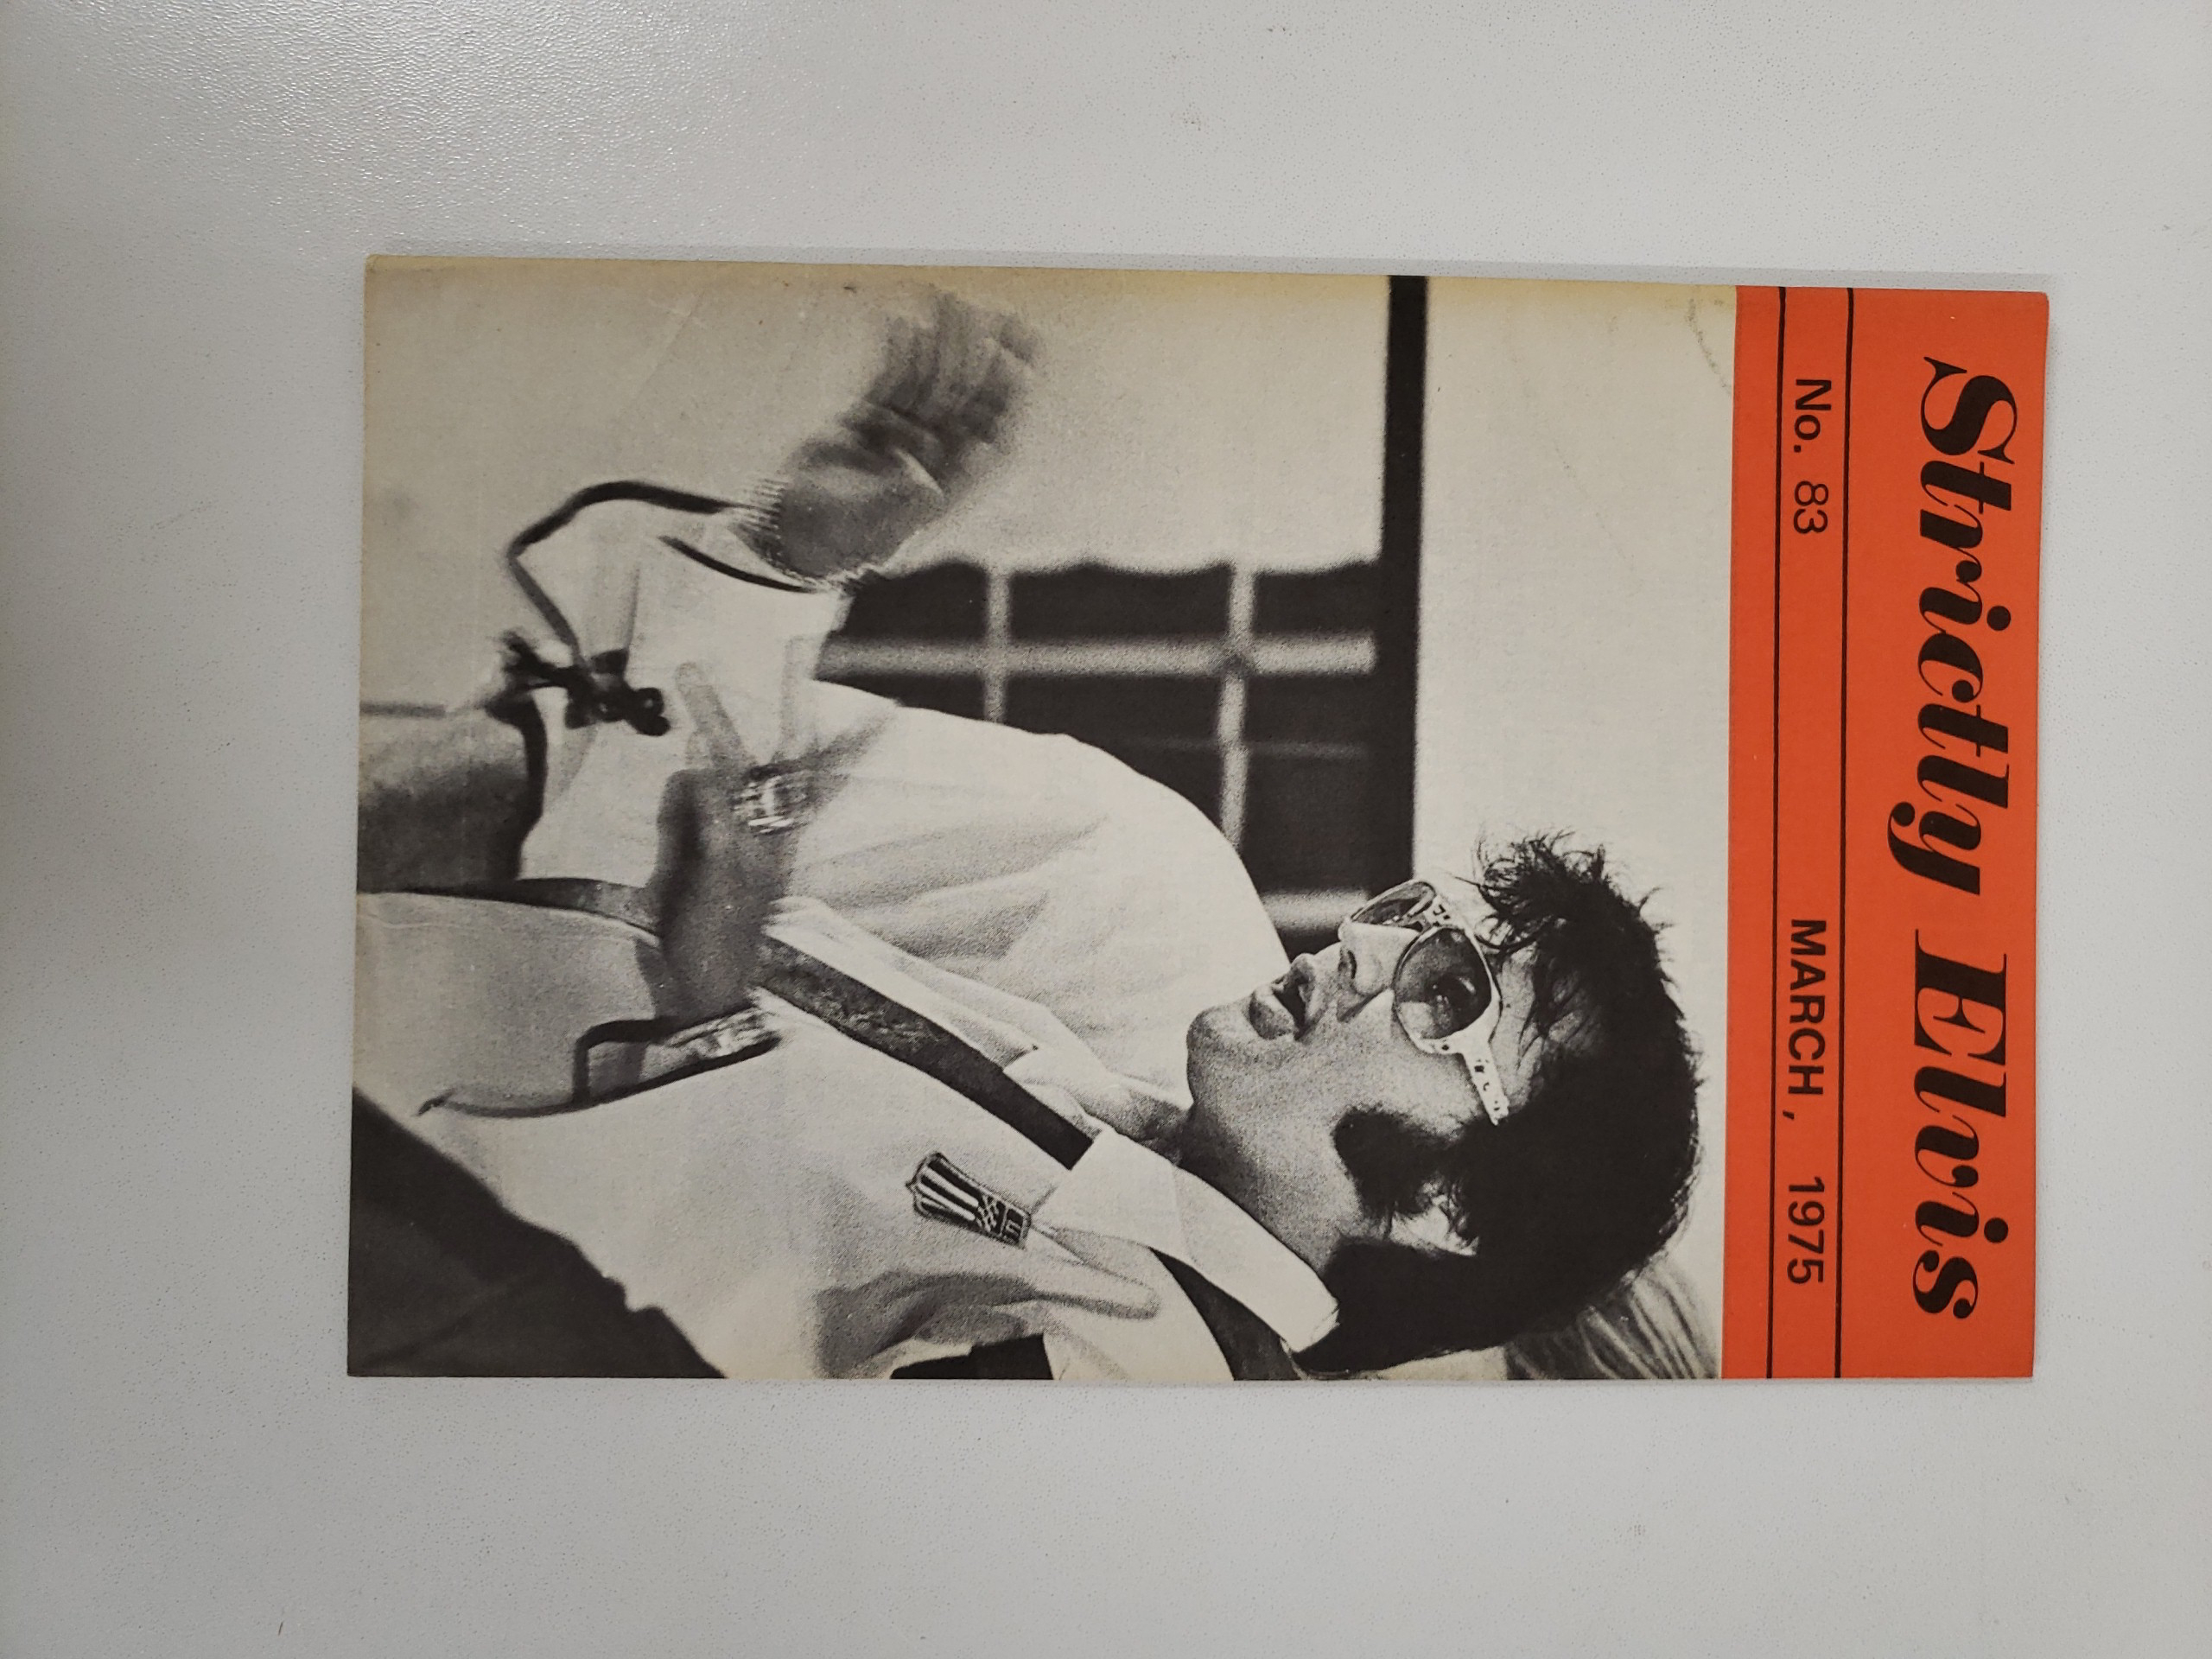 Strictly Elvis
No. 83 MARCH, 1975